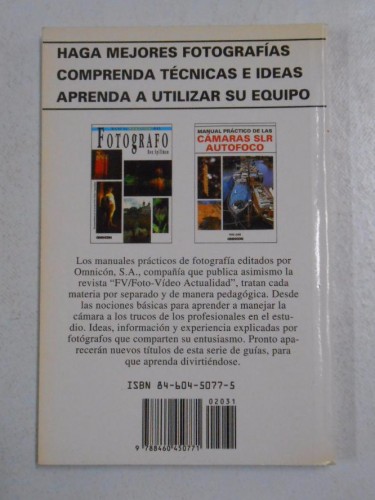 HAGA MEJORES FOTOGRAFÍAS
COMPRENDA TÉCNICAS E IDEAS
APRENDA A UTILIZAR SU EQUIPO
FOTóGRAFO
MANUAL PRÁCTICO DE LAS
CÁMARAS SLR
AUTOFOCO
Los manuales prácticos de fotografía editados por
Omnicón, S.A., compañía que publica asimismo la
revista “FV/Foto-Vídeo Actualidad”, tratan cada
materia por separado y de manera pedagógica. Desde
las nociones básicas para aprender a manejar la
cámara a los trucos de los profesionales en el estu-
dio. Ideas, información y experiencia explicadas por
fotógrafos que comparten su entusiasmo. Pronto apa-
recerán nuevos títulos de esta serie de guías, para
que aprenda divirtiéndose.
ISBN 84-604-5077-5
02031
9 788460 450771